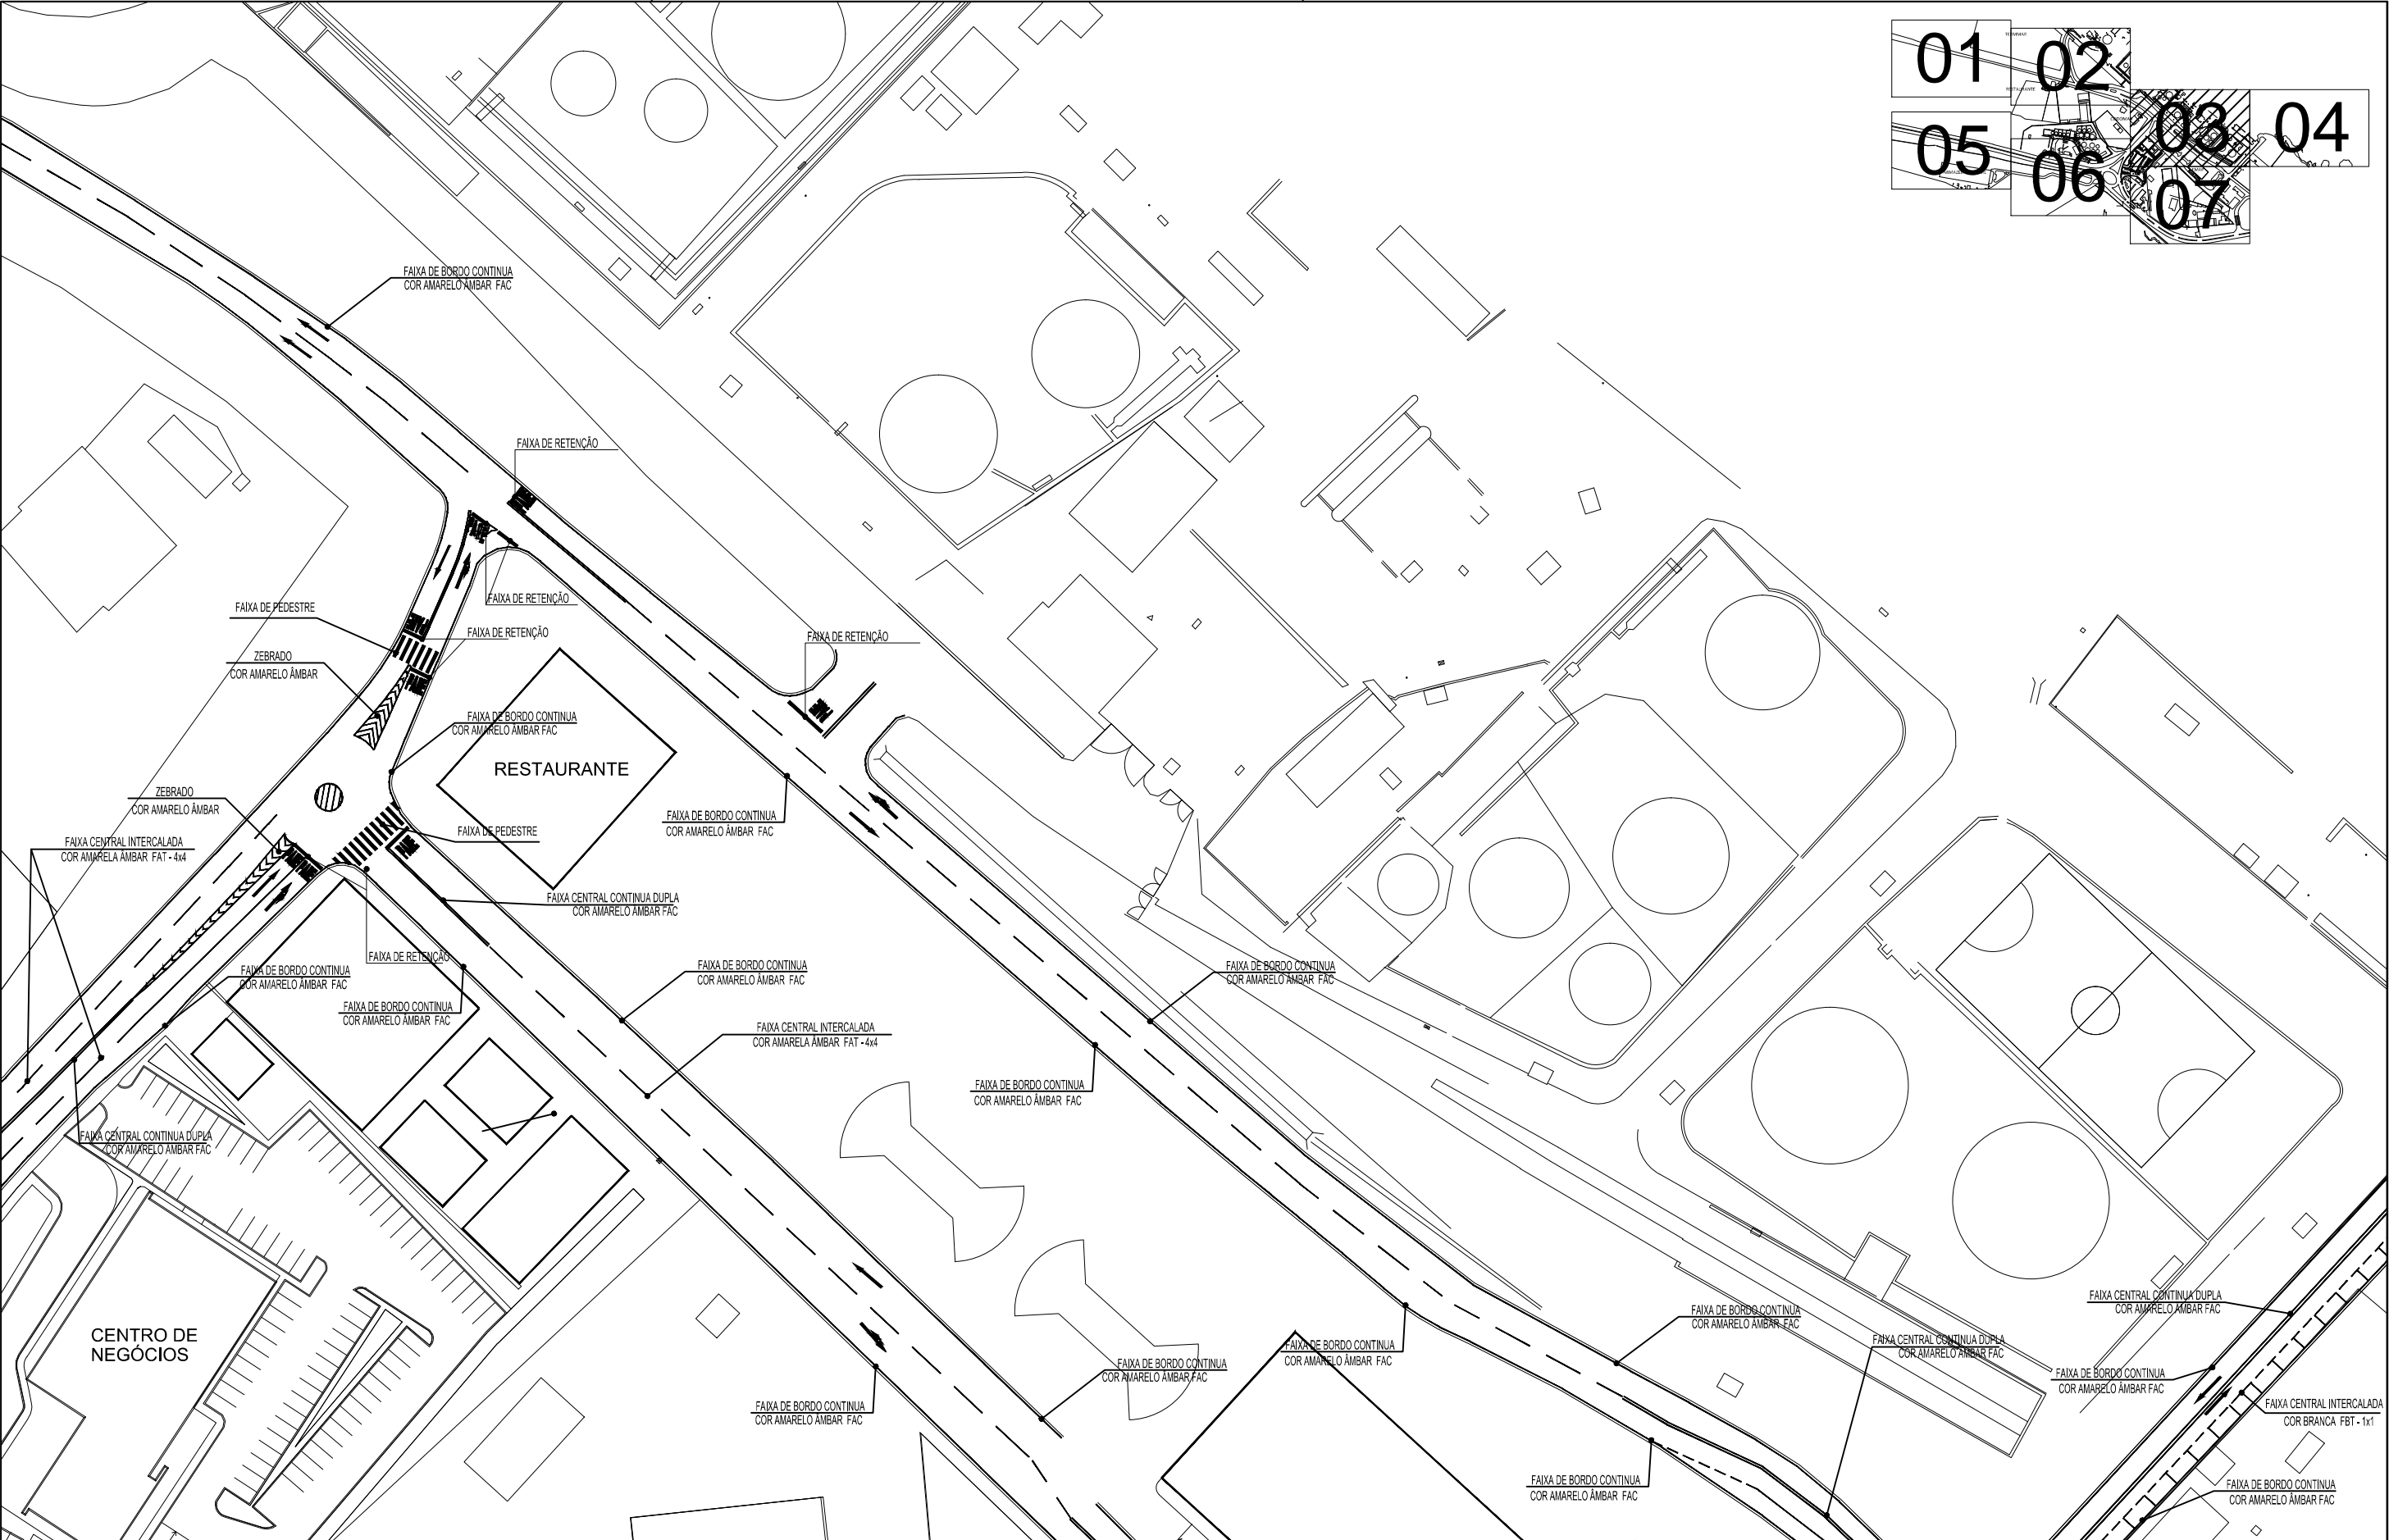 01
02
03
04
05
06
07
FAIXA DE BORDO CONTINUA
COR AMARELO ÂMBAR FAC
FAIXA DE RETENÇÃO
FAIXA DE RETENÇÃO
FAIXA DE PEDESTRE
FAIXA DE RETENÇÃO
FAIXA DE RETENÇÃO
ZEBRADO
COR AMARELO ÂMBAR
FAIXA DE BORDO CONTINUA
COR AMARELO ÂMBAR FAC
RESTAURANTE
ZEBRADO
COR AMARELO ÂMBAR
FAIXA DE BORDO CONTINUA
COR AMARELO ÂMBAR FAC
FAIXA DE PEDESTRE
FAIXA CENTRAL INTERCALADA
COR AMARELA ÂMBAR FAT - 4x4
FAIXA CENTRAL CONTINUA DUPLA
COR AMARELO ÂMBAR FAC
FAIXA DE RETENÇÃO
FAIXA DE BORDO CONTINUA
COR AMARELO ÂMBAR FAC
FAIXA DE BORDO CONTINUA
COR AMARELO ÂMBAR FAC
FAIXA DE BORDO CONTINUA
COR AMARELO ÂMBAR FAC
FAIXA DE BORDO CONTINUA
COR AMARELO ÂMBAR FAC
FAIXA CENTRAL INTERCALADA
COR AMARELA ÂMBAR FAT - 4x4
FAIXA DE BORDO CONTINUA
COR AMARELO ÂMBAR FAC
FAIXA CENTRAL CONTINUA DUPLA
COR AMARELO ÂMBAR FAC
CENTRO DE
NEGÓCIOS
FAIXA CENTRAL CONTINUA DUPLA
COR AMARELO ÂMBAR FAC
FAIXA DE BORDO CONTINUA
COR AMARELO ÂMBAR FAC
FAIXA CENTRAL CONTINUA DUPLA
COR AMARELO ÂMBAR FAC
FAIXA DE BORDO CONTINUA
COR AMARELO ÂMBAR FAC
FAIXA DE BORDO CONTINUA
COR AMARELO ÂMBAR FAC
FAIXA DE BORDO CONTINUA
COR AMARELO ÂMBAR FAC
FAIXA DE BORDO CONTINUA
COR AMARELO ÂMBAR FAC
FAIXA CENTRAL INTERCALADA
COR BRANCA FBT - 1x1
FAIXA DE BORDO CONTINUA
COR AMARELO ÂMBAR FAC
FAIXA DE BORDO CONTINUA
COR AMARELO ÂMBAR FAC